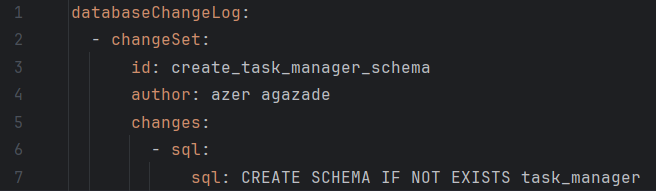 1 databaseChangeLog:
2   - changeSet:
3       id: create_task_manager_schema
4       author: azer agazade
5       changes:
6         - sql:
7             sql: CREATE SCHEMA IF NOT EXISTS task_manager